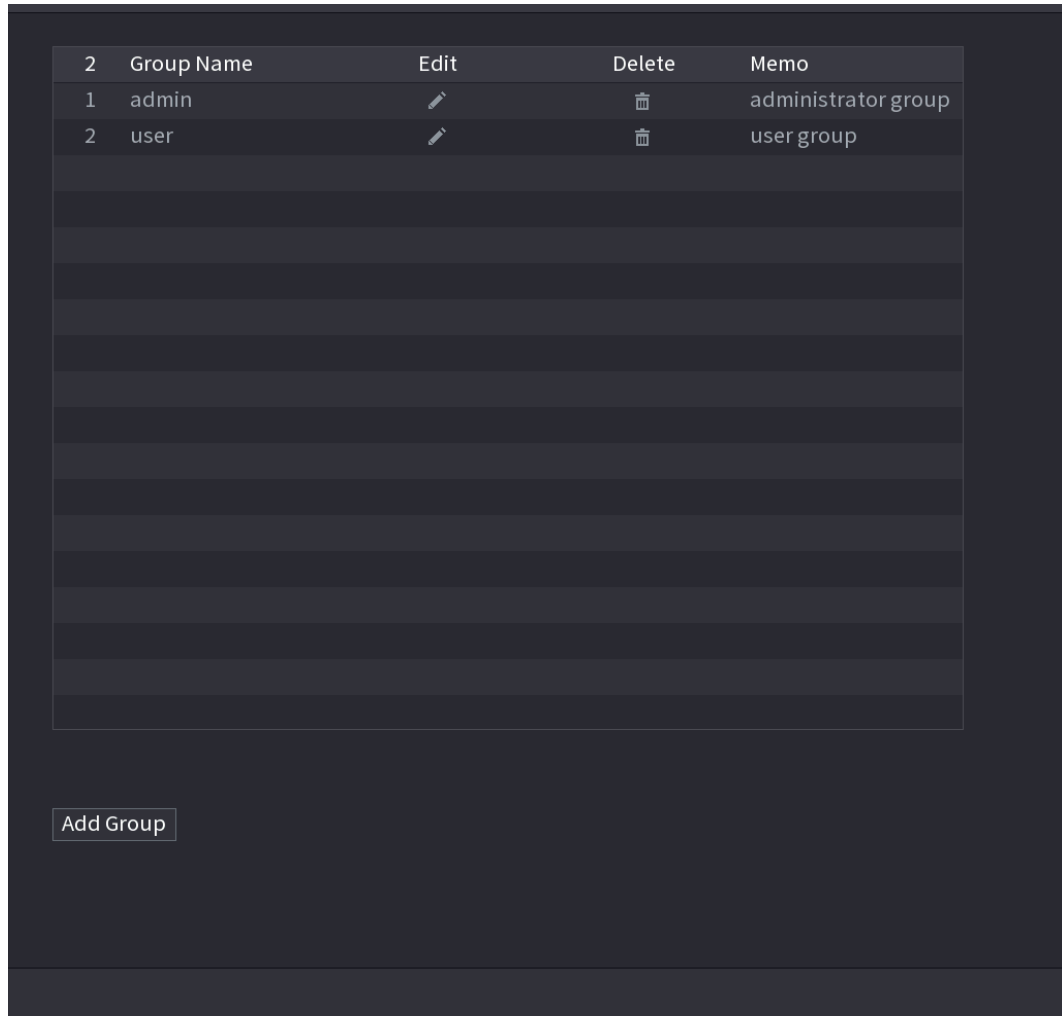 2 Group Name Edit Delete Memo
1 admin administrator group
2 user user group
Add Group